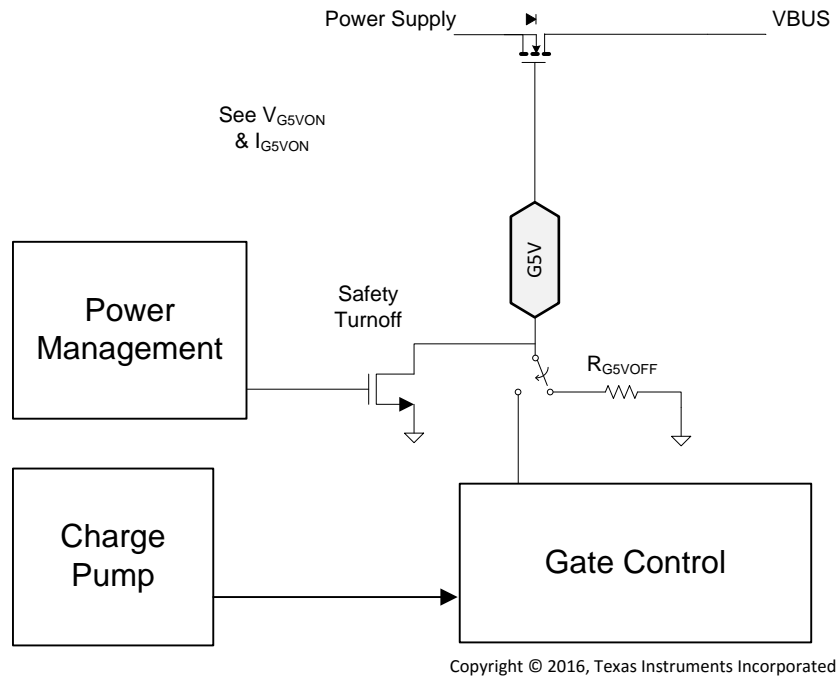 Power Supply
VBUS
See VG5VON
& IG5VON
G5V
Safety
Turnoff
RG5VOFF
Power
Management
Charge
Pump
Gate Control
Copyright © 2016, Texas Instruments Incorporated